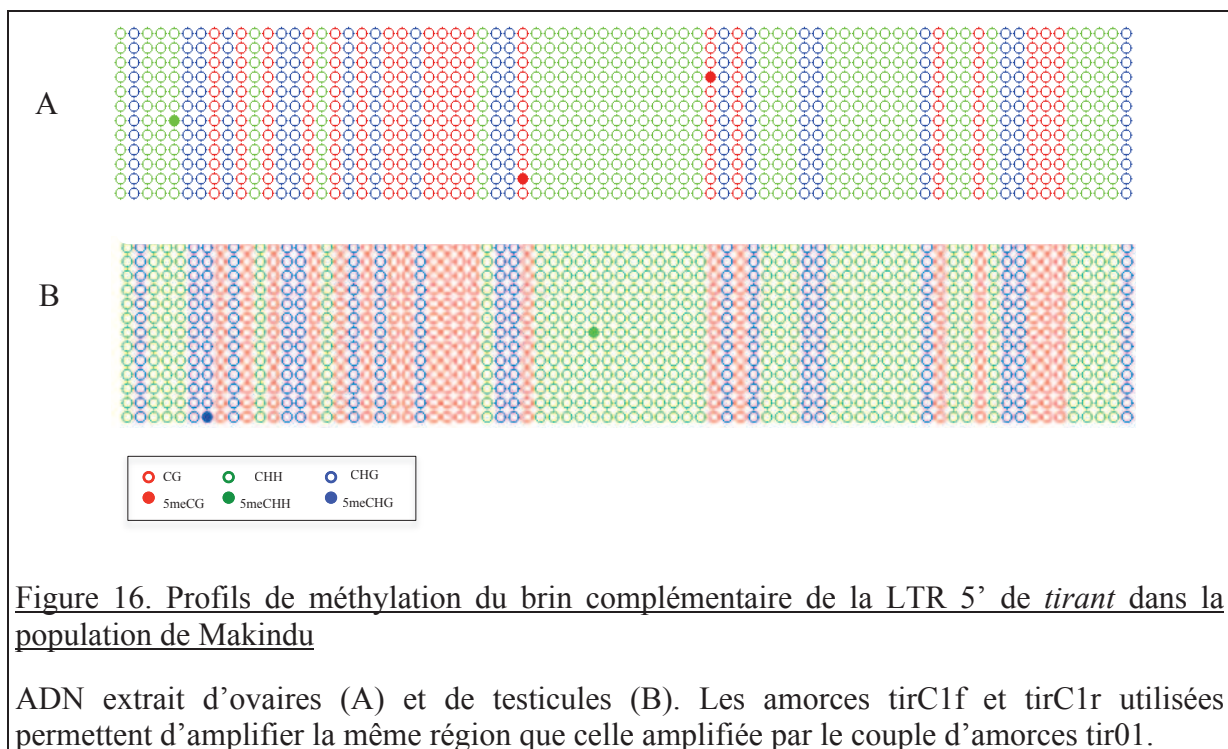 A
B
CG CHH CHG
5meCG 5meCHH 5meCHG
Figure 16. Profils de méthylation du brin complémentaire de la LTR 5’ de tirant dans la
population de Makindu
ADN extrait d’ovaires (A) et de testicules (B). Les amorces tirC1f et tirC1r utilisées
permettent d’amplifier la même région que celle amplifiée par le couple d’amorces tir01.